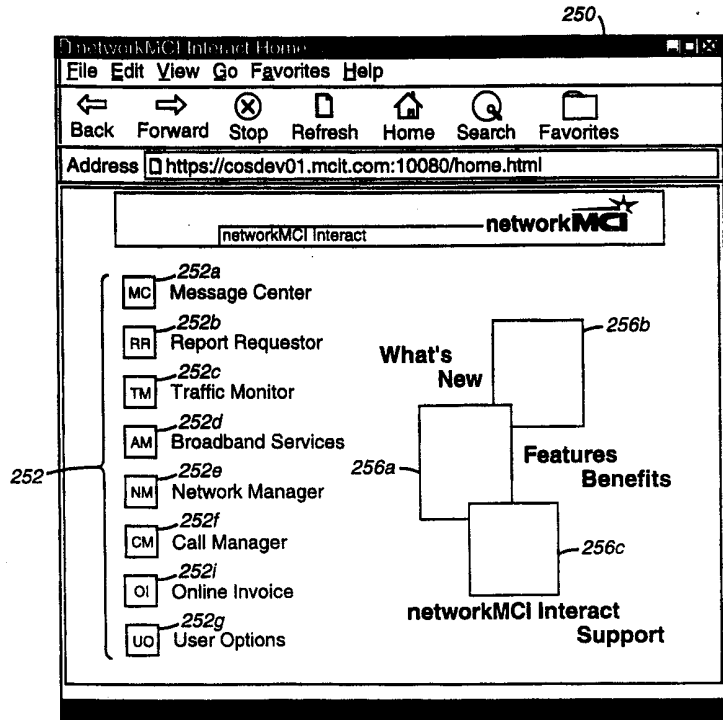 250
networkMCI Interact Home
File Edit View Go Favorites Help
Back Forward Stop Refresh Home Search Favorites
Address https://cosdev01.mcit.com:10080/home.html
networkMCI Interact
networkMCI
252
252a
MC Message Center
252b
RR Report Requestor
252c
TM Traffic Monitor
252d
AM Broadband Services
252e
NM Network Manager
252f
CM Call Manager
252i
OI Online Invoice
252g
UO User Options
256b
What's
New
256a
Features
Benefits
256c
networkMCI Interact
Support